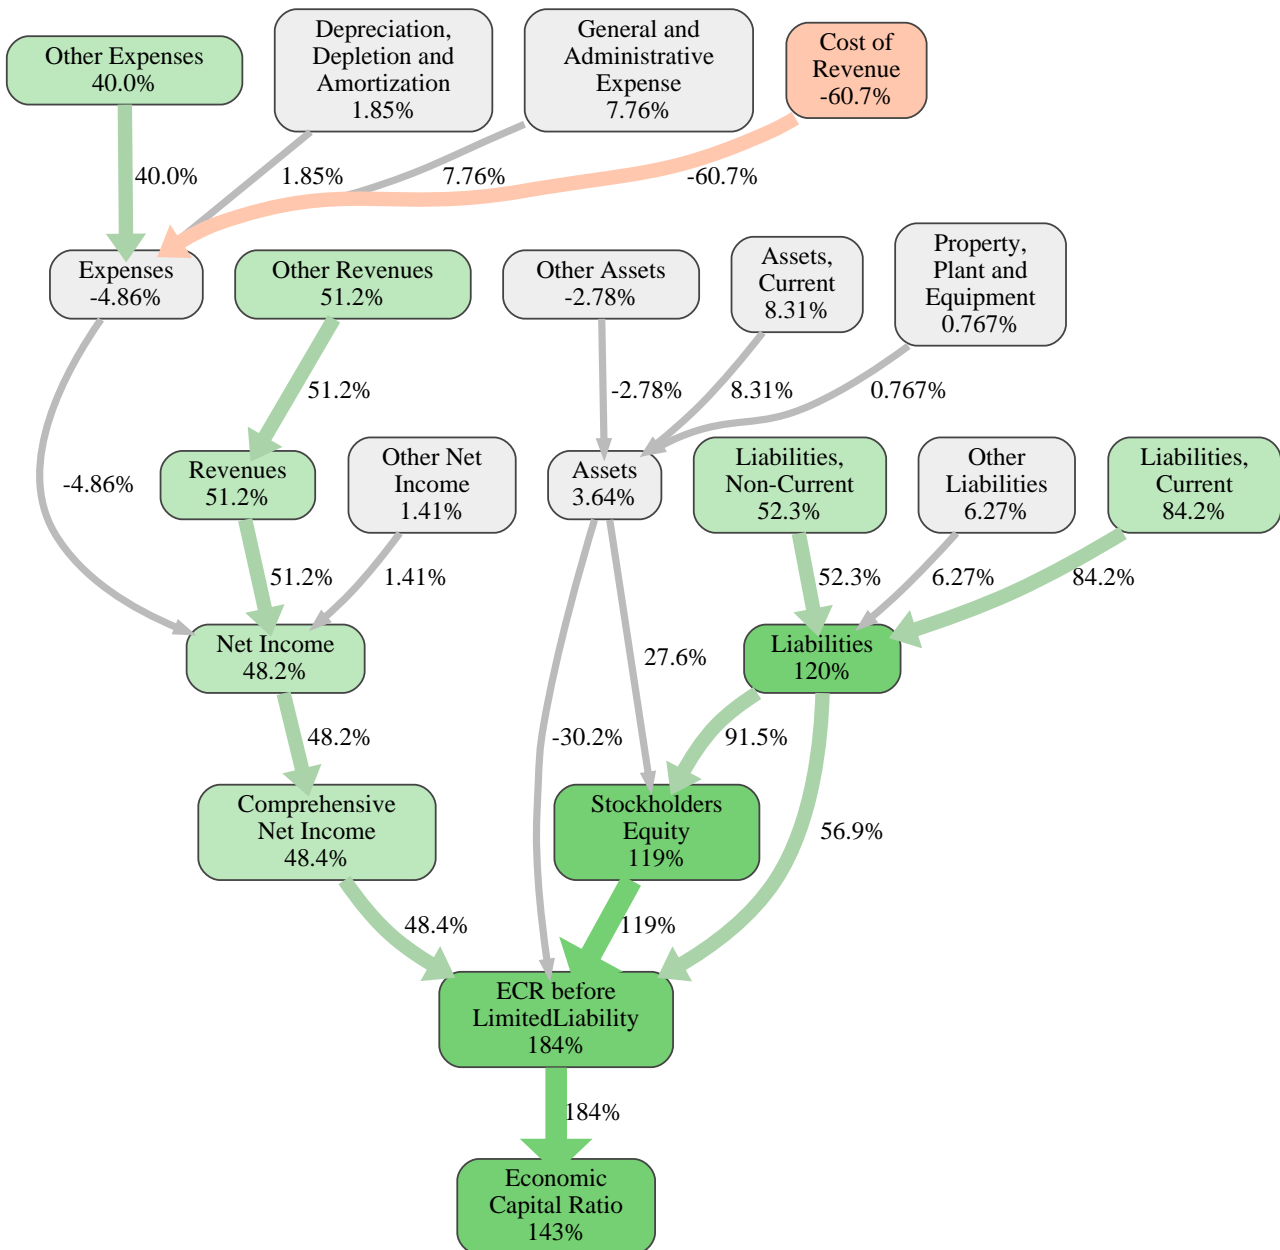 Other Expenses
40.0%
Depreciation,
Depletion and
Amortization
1.85%
General and
Administrative
Expense
7.76%
Cost of
Revenue
-60.7%
40.0%
1.85%
7.76%
-60.7%
Expenses
-4.86%
Other Revenues
51.2%
Other Assets
-2.78%
Assets,
Current
8.31%
Property,
Plant and
Equipment
0.767%
51.2%
-2.78%
8.31%
0.767%
-4.86%
Revenues
51.2%
Other Net
Income
1.41%
Assets
3.64%
Liabilities,
Non-Current
52.3%
Other
Liabilities
6.27%
Liabilities,
Current
84.2%
51.2%
1.41%
52.3%
6.27%
84.2%
Net Income
48.2%
27.6%
Liabilities
120%
48.2%
-30.2%
91.5%
Comprehensive
Net Income
48.4%
Stockholders
Equity
119%
56.9%
48.4%
119%
ECR before
LimitedLiability
184%
184%
Economic
Capital Ratio
143%